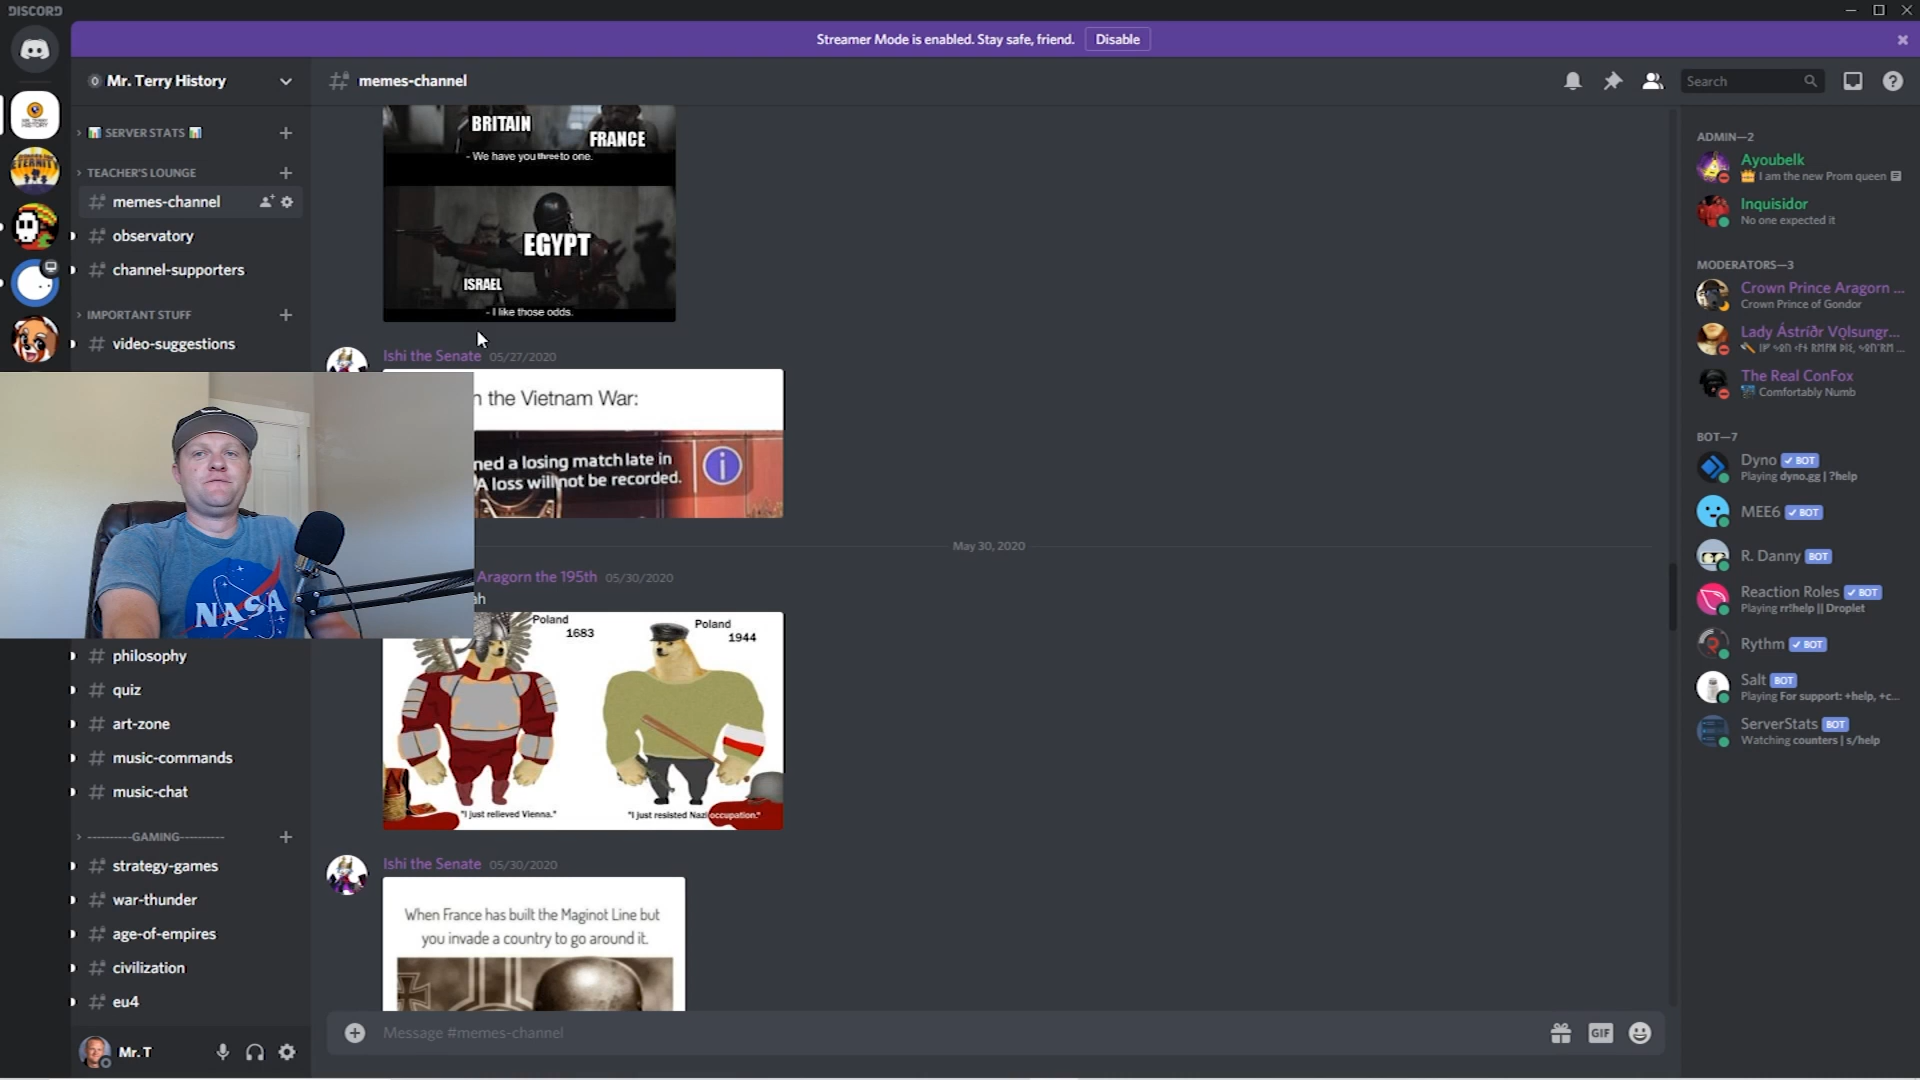 DISCORD
Streamer Mode is enabled. Stay safe, friend.
Disable
Mr. Terry History
memes-channel
Search
SERVER STATS
TEACHER'S LOUNGE
memes-channel
observatory
channel-supporters
IMPORTANT STUFF
video-suggestions
NASA
philosophy
quiz
art-zone
music-commands
music-chat
----------GAMING----------
strategy-games
war-thunder
age-of-empires
civilization
eu4
Mr. T
BRITAIN
FRANCE
- We have you three to one.
EGYPT
ISRAEL
- I like those odds.
Ishi the Senate 05/27/2020
n the Vietnam War:
ned a losing match late in
A loss will not be recorded.
May 30, 2020
Aragorn the 195th 05/30/2020
ah
Poland
1683
Poland
1944
"I just relieved Vienna."
"I just resisted Nazi occupation."
Ishi the Senate 05/30/2020
When France has built the Maginot Line but
you invade a country to go around it.
Message #memes-channel
GIF
ADMIN—2
Ayoubelk
I am the new Prom queen
Inquisidor
No one expected it
MODERATORS—3
Crown Prince Aragorn ...
Crown Prince of Gondor
Lady Ástríðr Vǫlsungr...
The Real ConFox
Comfortably Numb
BOT—7
Dyno BOT
Playing dyno.gg | ?help
MEE6 BOT
R. Danny BOT
Reaction Roles BOT
Playing rr!help || Droplet
Rythm BOT
Salt BOT
Playing For support: +help, +c...
ServerStats BOT
Watching counters | s/help